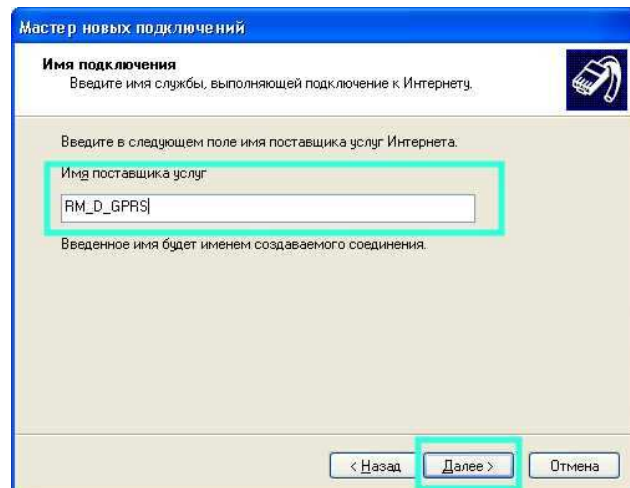 Мастер новых подключений
Имя подключения
Введите имя службы, выполняющей подключение к Интернету.
Введите в следующем поле имя поставщика услуг Интернета.
Имя поставщика услуг
RM_D_GPRS
Введенное имя будет именем создаваемого соединения.
< Назад Далее > Отмена